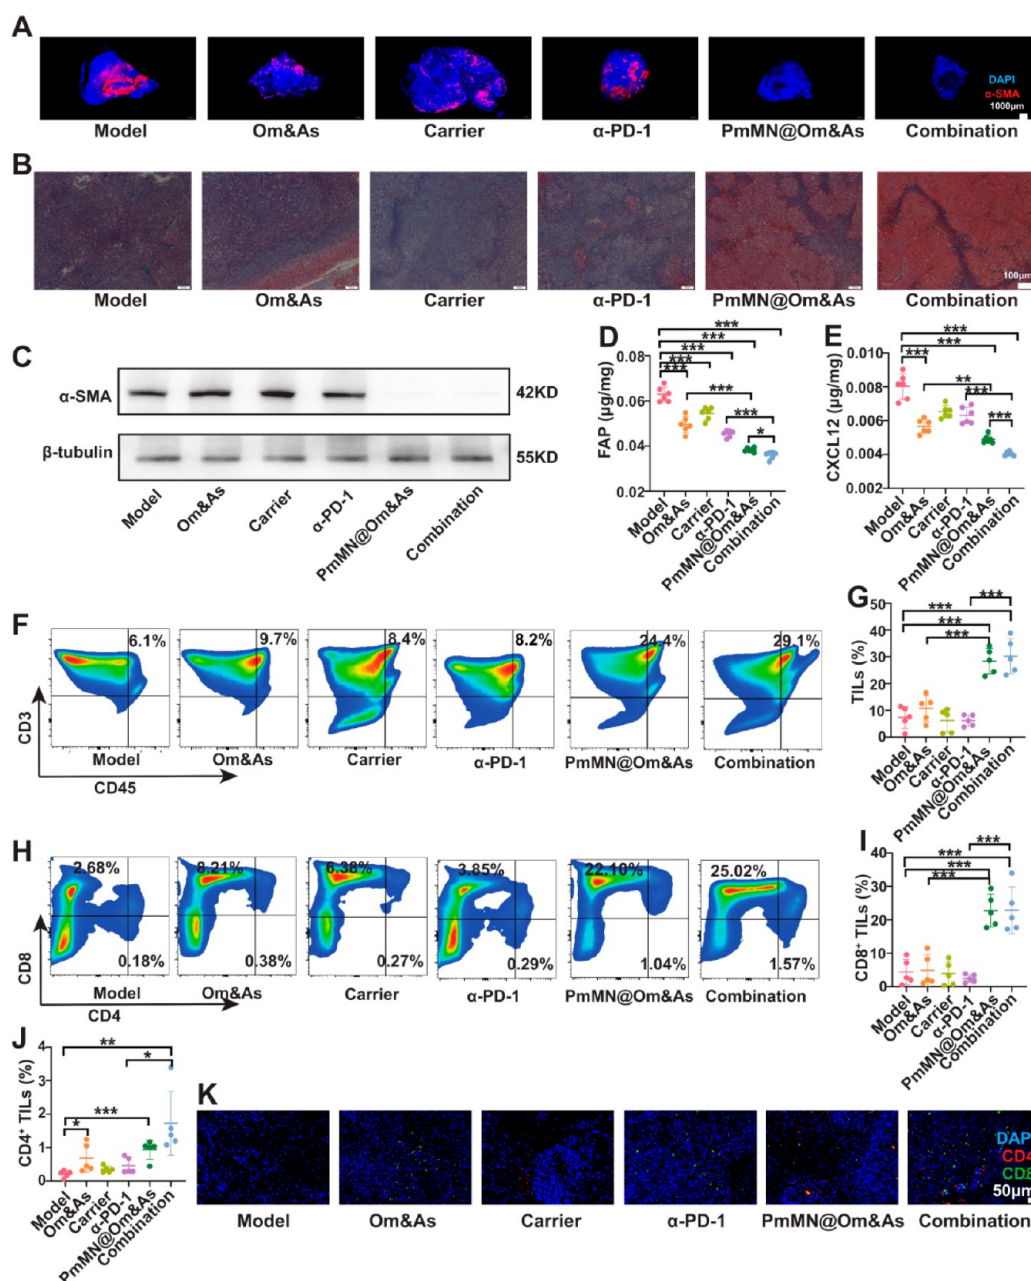 A
Model
Om&As
Carrier
α-PD-1
PmMN@Om&As
Combination
DAPI
α-SMA
1000μm
B
Model
Om&As
Carrier
α-PD-1
PmMN@Om&As
Combination
100μm
C
α-SMA
42KD
β-tubulin
55KD
Model
Om&As
Carrier
α-PD-1
PmMN@Om&As
Combination
D
FAP (μg/mg)
0.08
0.06
0.04
0.02
***
***
***
***
***
***
***
*
Model
Om&As
Carrier
α-PD-1
PmMN@Om&As
Combination
E
CXCL12 (μg/mg)
0.010
0.008
0.006
0.004
0.002
***
***
***
**
***
***
Model
Om&As
Carrier
α-PD-1
PmMN@Om&As
Combination
F
CD3
CD45
6.1%
9.7%
8.4%
8.2%
24.4%
29.1%
Model
Om&As
Carrier
α-PD-1
PmMN@Om&As
Combination
G
TILs (%)
50
40
30
20
10
0
***
***
***
***
Model
Om&As
Carrier
α-PD-1
PmMN@Om&As
Combination
H
CD8
CD4
2.68%
8.21%
6.38%
3.85%
22.10%
25.02%
0.18%
0.38%
0.27%
0.29%
1.04%
1.57%
Model
Om&As
Carrier
α-PD-1
PmMN@Om&As
Combination
I
CD8⁺ TILs (%)
40
30
20
10
0
***
***
***
***
Model
Om&As
Carrier
α-PD-1
PmMN@Om&As
Combination
J
CD4⁺ TILs (%)
4
3
2
1
0
**
*
***
*
Model
Om&As
Carrier
α-PD-1
PmMN@Om&As
Combination
K
DAPI
CD4
CD8
50μm
Model
Om&As
Carrier
α-PD-1
PmMN@Om&As
Combination